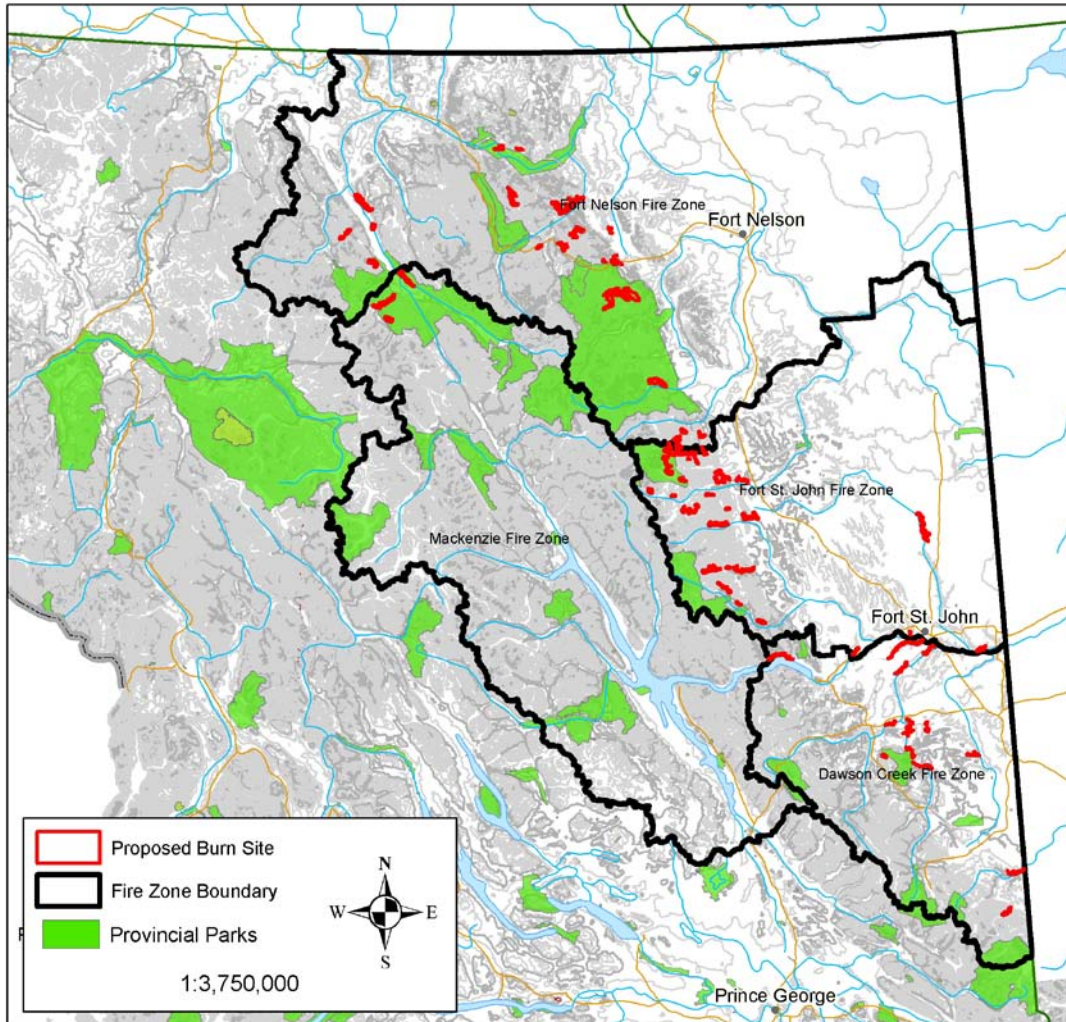 Fort Nelson Fire Zone
Fort Nelson
Fort St. John Fire Zone
Mackenzie Fire Zone
Fort St. John
Dawson Creek Fire Zone
Proposed Burn Site
Fire Zone Boundary
Provincial Parks
1:3,750,000
N
W
E
S
Prince George